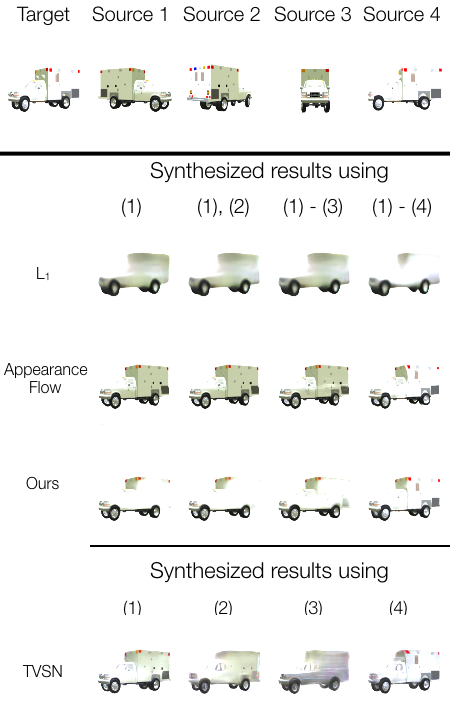 Target Source 1 Source 2 Source 3 Source 4
Synthesized results using
(1) (1), (2) (1) - (3) (1) - (4)
L₁
Appearance
Flow
Ours
Synthesized results using
(1) (2) (3) (4)
TVSN